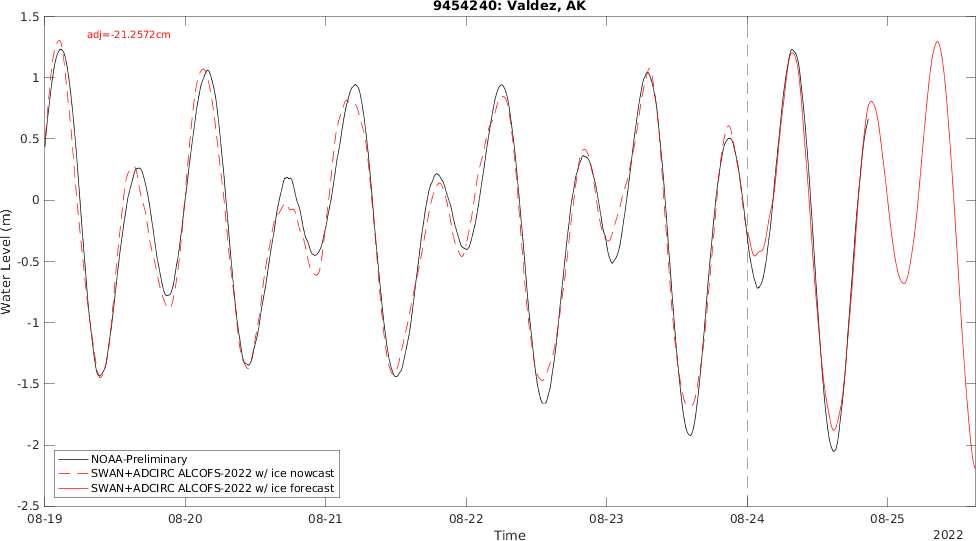 9454240: Valdez, AK
adj=-21.2572cm
1.5
1
0.5
0
-0.5
-1
-1.5
-2
-2.5
Water Level (m)
NOAA-Preliminary
SWAN+ADCIRC ALCOFS-2022 w/ ice nowcast
SWAN+ADCIRC ALCOFS-2022 w/ ice forecast
08-19 08-20 08-21 08-22 08-23 08-24 08-25
Time
2022